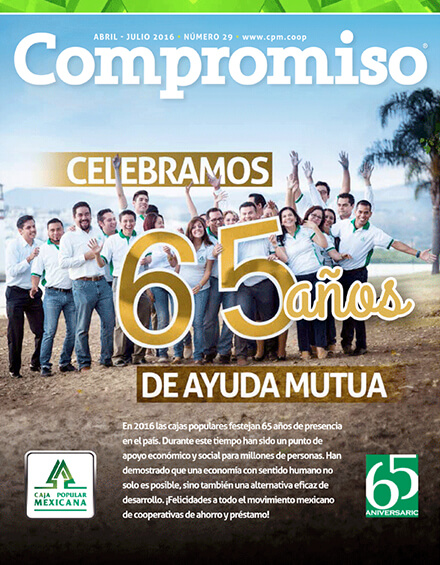 ABRIL - JULIO 2016 • NÚMERO 29 • www.cpm.coop
Compromiso®
CELEBRAMOS
65 años
DE AYUDA MUTUA
En 2016 las cajas populares festejan 65 años de presencia
en el país. Durante este tiempo han sido un punto de
apoyo económico y social para millones de personas. Han
demostrado que una economía con sentido humano no
solo es posible, sino también una alternativa eficaz de
desarrollo. ¡Felicidades a todo el movimiento mexicano
de cooperativas de ahorro y préstamo!
CAJA POPULAR
MEXICANA
65
ANIVERSARIO